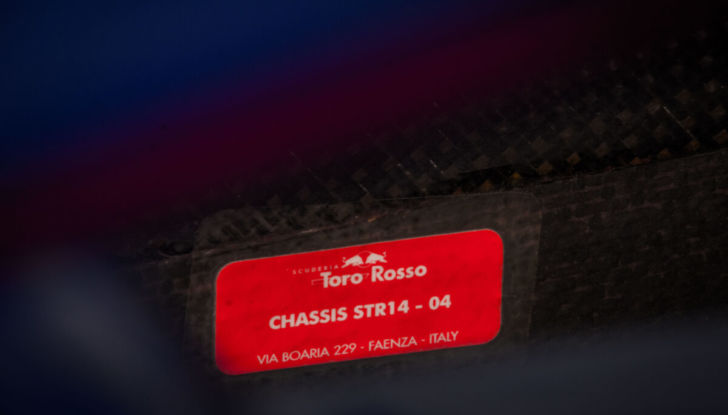 SCUDERIA
Toro Rosso
CHASSIS STR14 - 04
VIA BOARIA 229 - FAENZA - ITALY